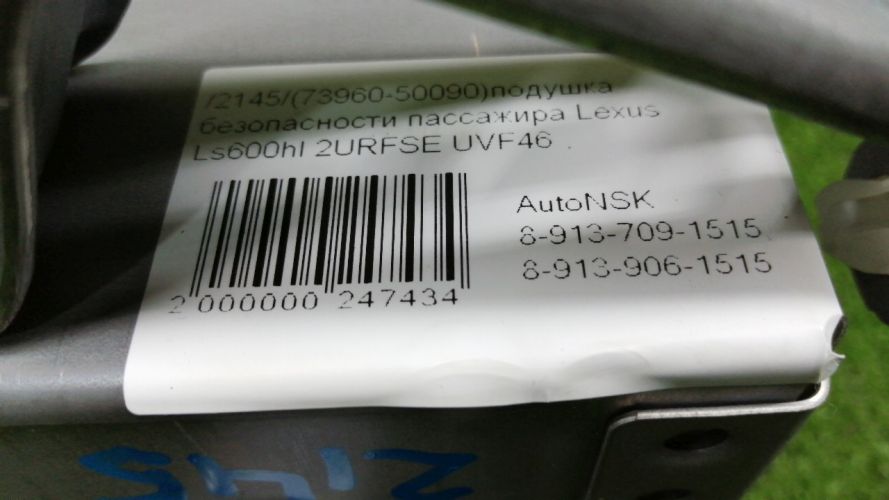 /2145/(73960-50090)подушка
безопасности пассажира Lexus
Ls600hl 2URFSE UVF46
AutoNSK
8-913-709-1515
8-913-906-1515
2 000000 247434
2145